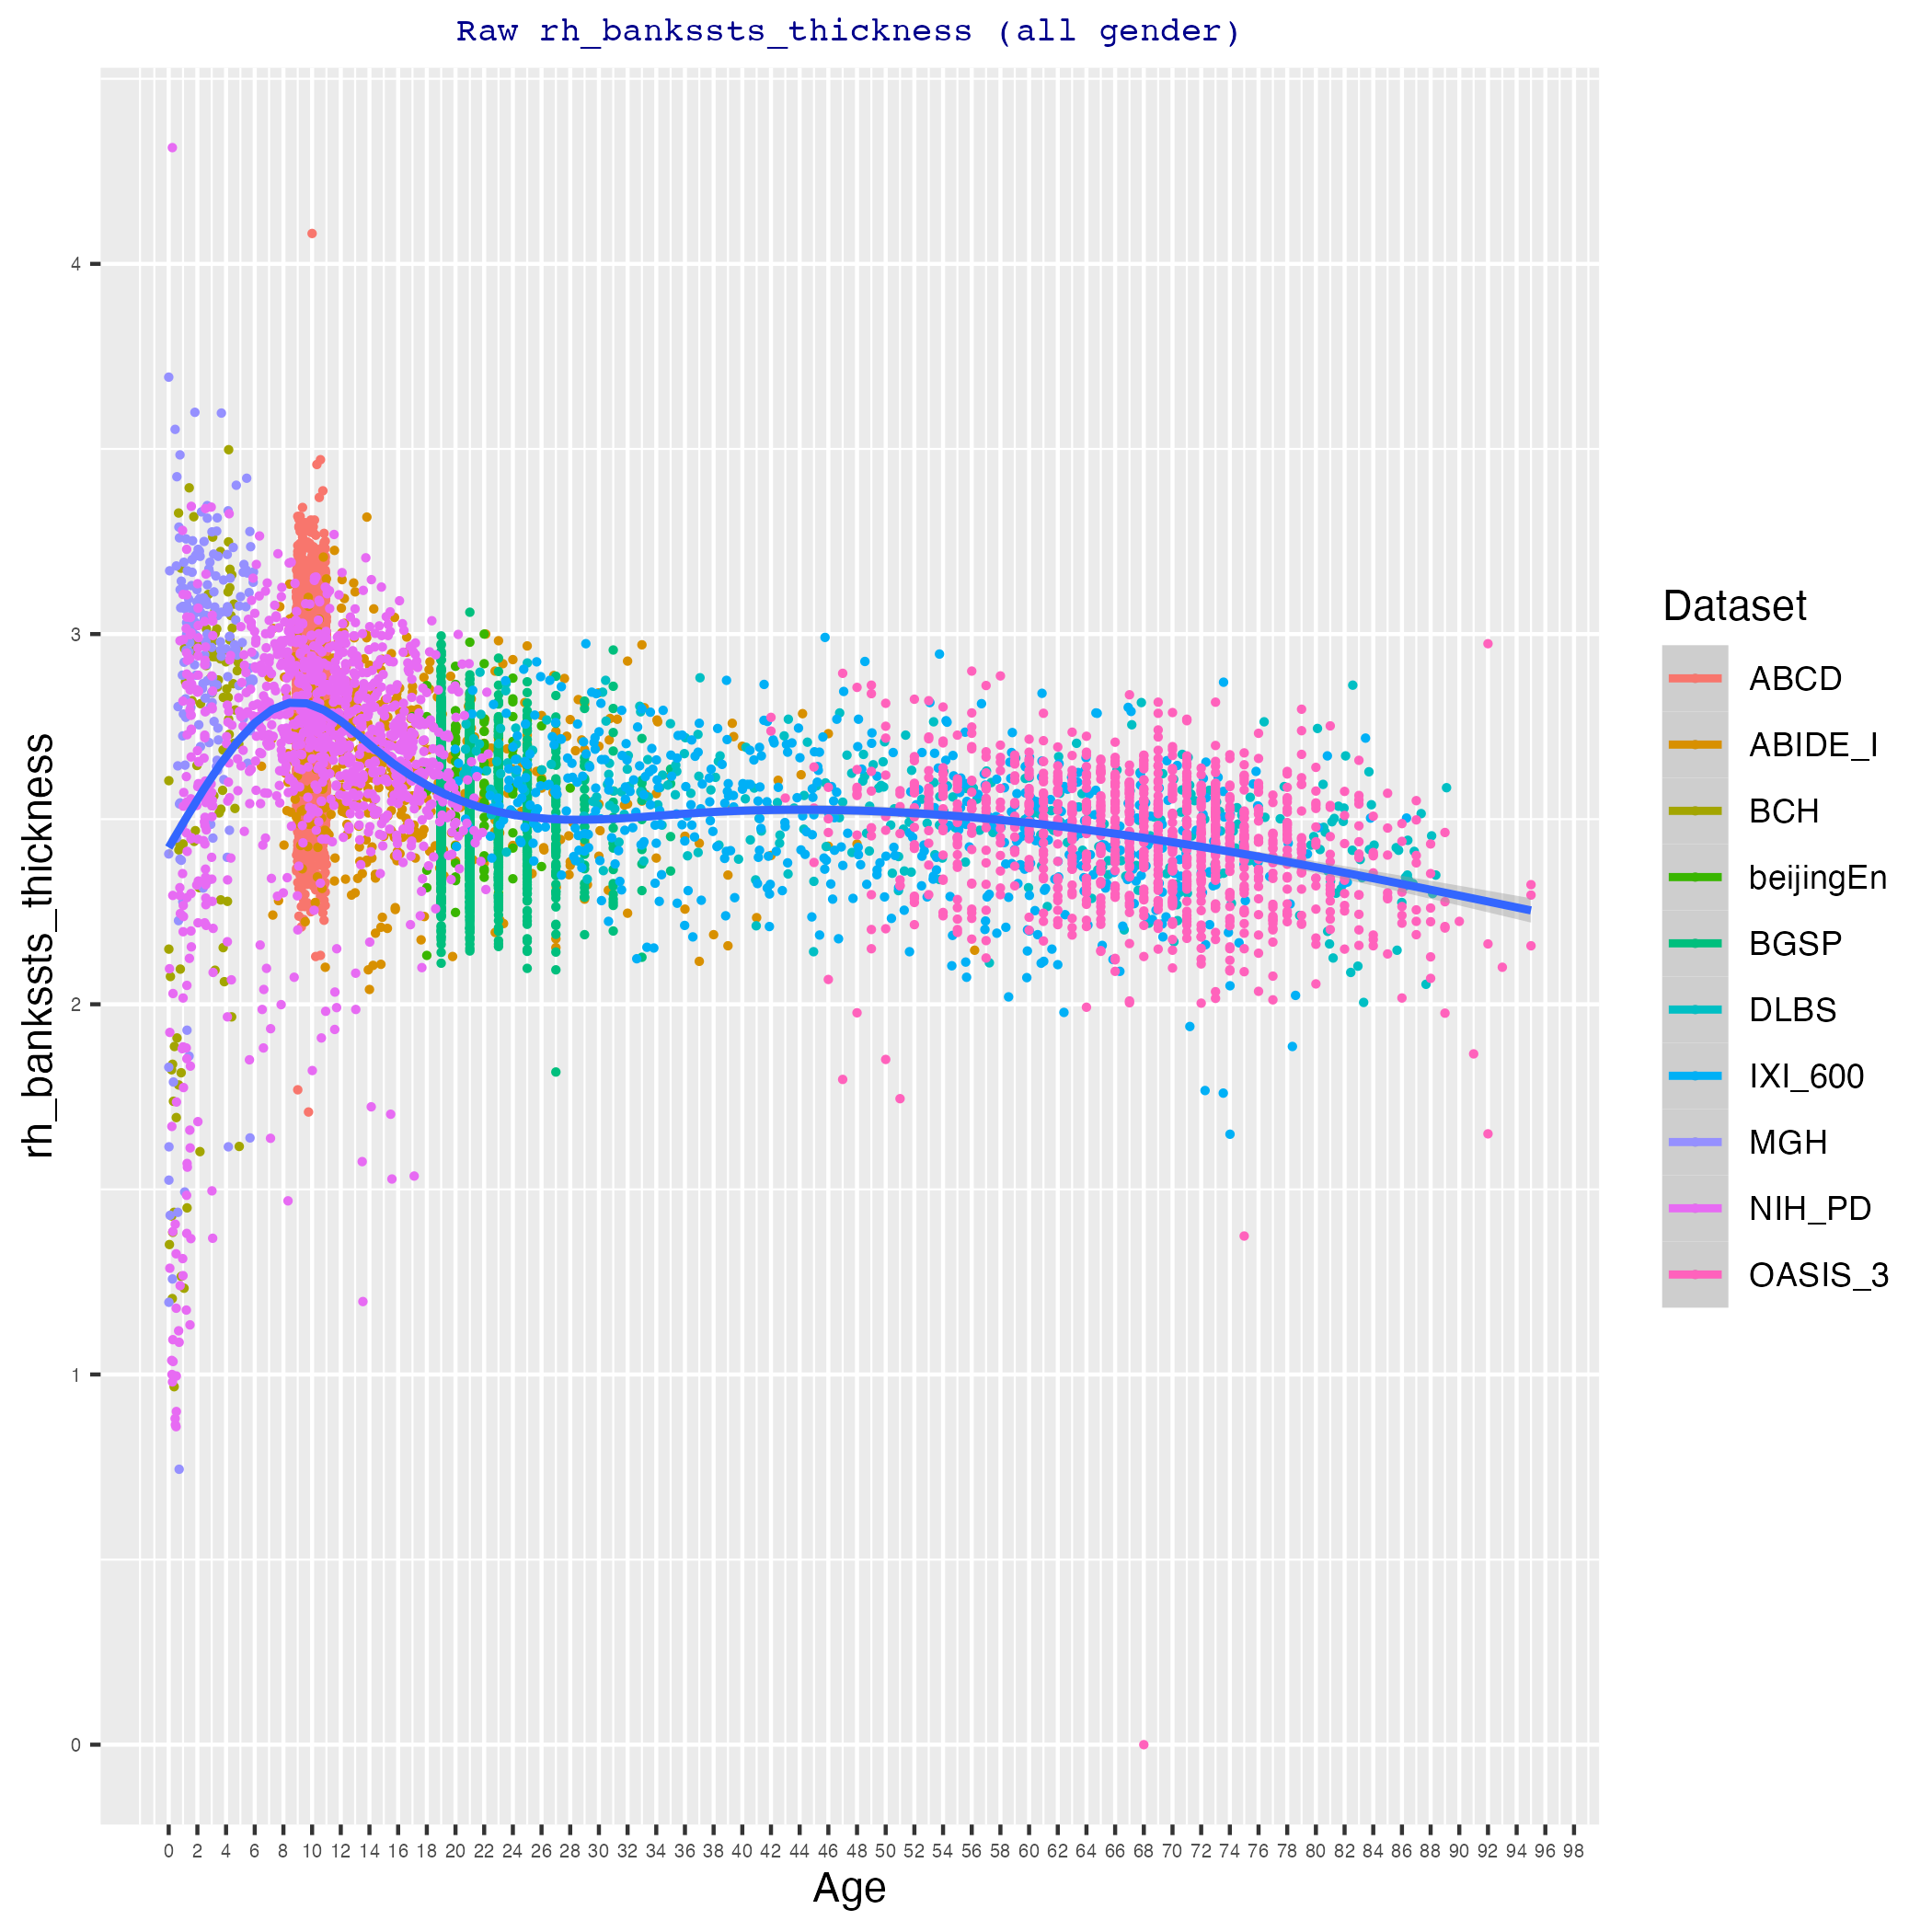 Raw rh_bankssts_thickness (all gender)
rh_bankssts_thickness
4
3
2
1
0
0 2 4 6 8 10 12 14 16 18 20 22 24 26 28 30 32 34 36 38 40 42 44 46 48 50 52 54 56 58 60 62 64 66 68 70 72 74 76 78 80 82 84 86 88 90 92 94 96 98
Age
Dataset
ABCD
ABIDE_I
BCH
beijingEn
BGSP
DLBS
IXI_600
MGH
NIH_PD
OASIS_3